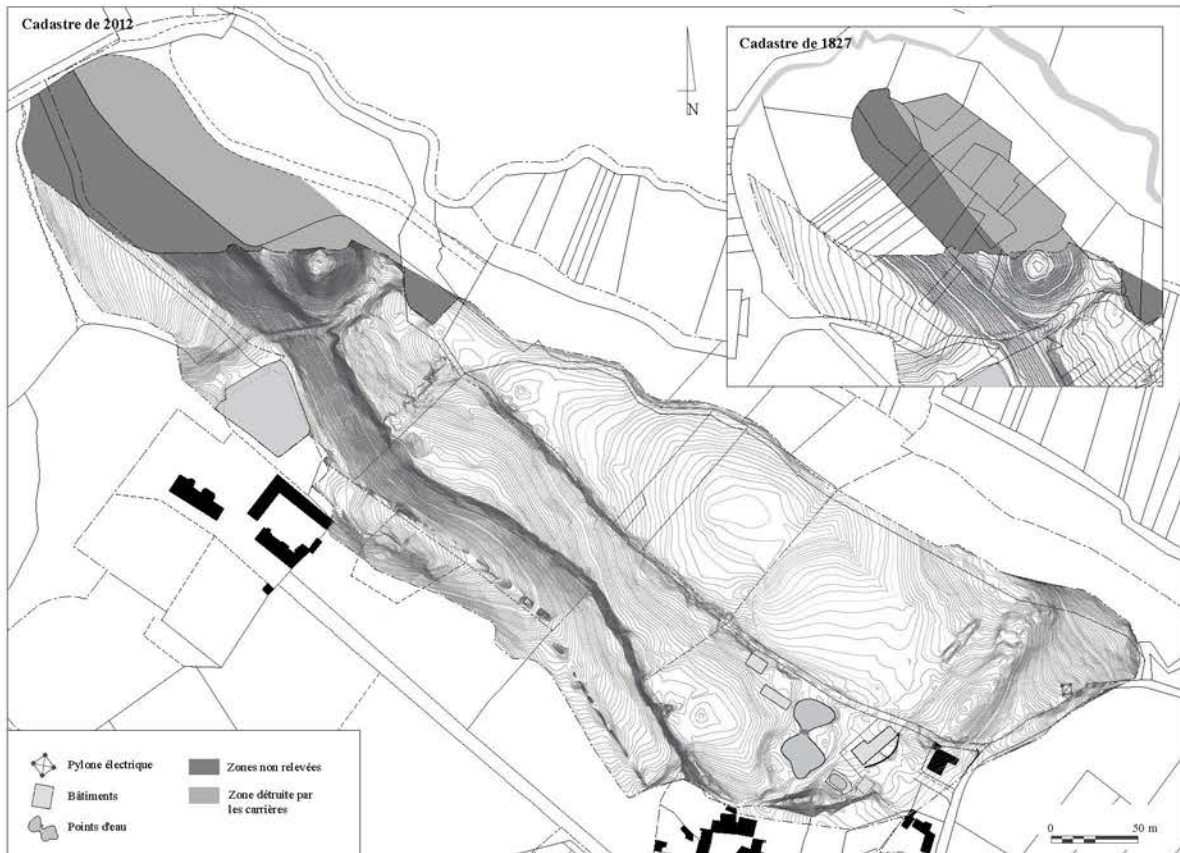 Cadastre de 2012
Cadastre de 1827
N
Pylone électrique
Bâtiments
Points d'eau
Zones non relevées
Zone détruite par
les carrières
0 50 m